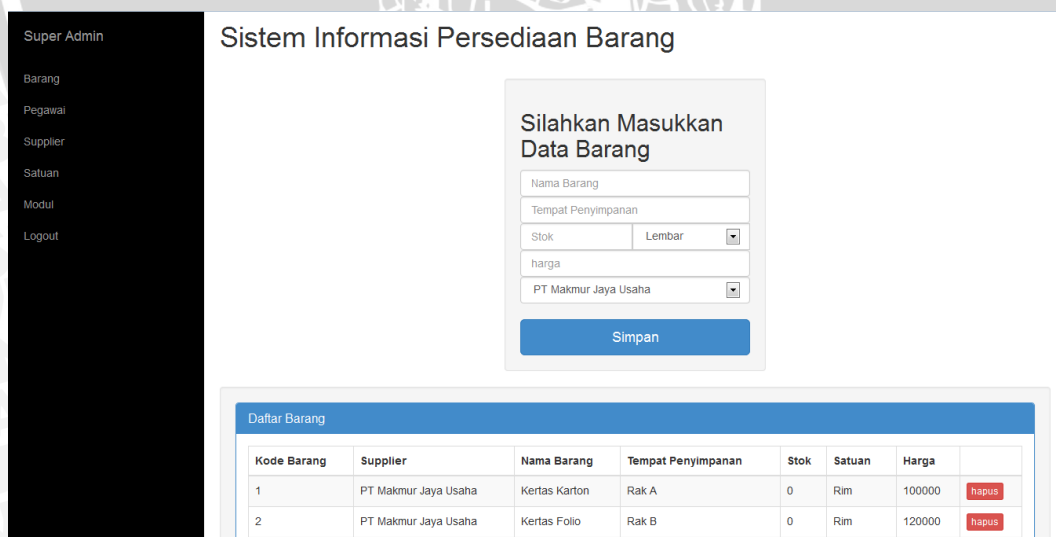 Super Admin
Barang
Pegawai
Supplier
Satuan
Modul
Logout
Sistem Informasi Persediaan Barang
Silahkan Masukkan
Data Barang
Nama Barang
Tempat Penyimpanan
Stok Lembar
harga
PT Makmur Jaya Usaha
Simpan
Daftar Barang
Kode Barang Supplier Nama Barang Tempat Penyimpanan Stok Satuan Harga
1 PT Makmur Jaya Usaha Kertas Karton Rak A 0 Rim 100000 hapus
2 PT Makmur Jaya Usaha Kertas Folio Rak B 0 Rim 120000 hapus